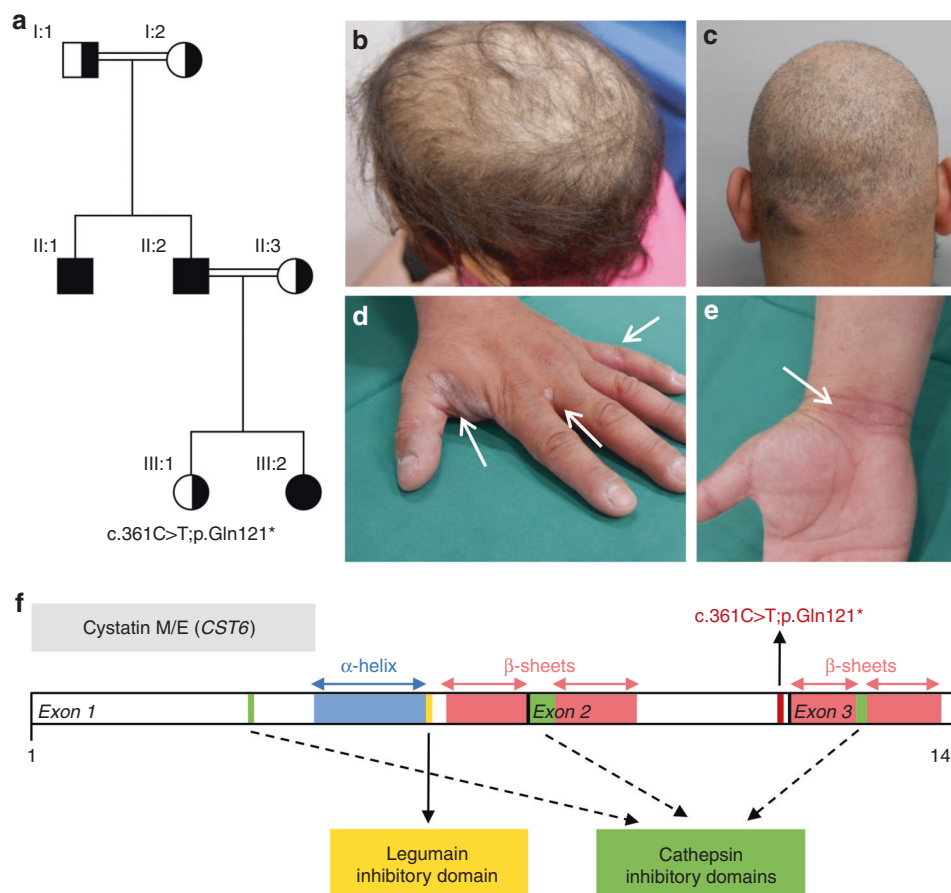 a
I:1
I:2
II:1
II:2
II:3
III:1
III:2
c.361C>T;p.Gln121*
b
c
d
e
f
Cystatin M/E (CST6)
c.361C>T;p.Gln121*
α-helix
β-sheets
β-sheets
Exon 1
Exon 2
Exon 3
1
14
Legumain
inhibitory domain
Cathepsin
inhibitory domains